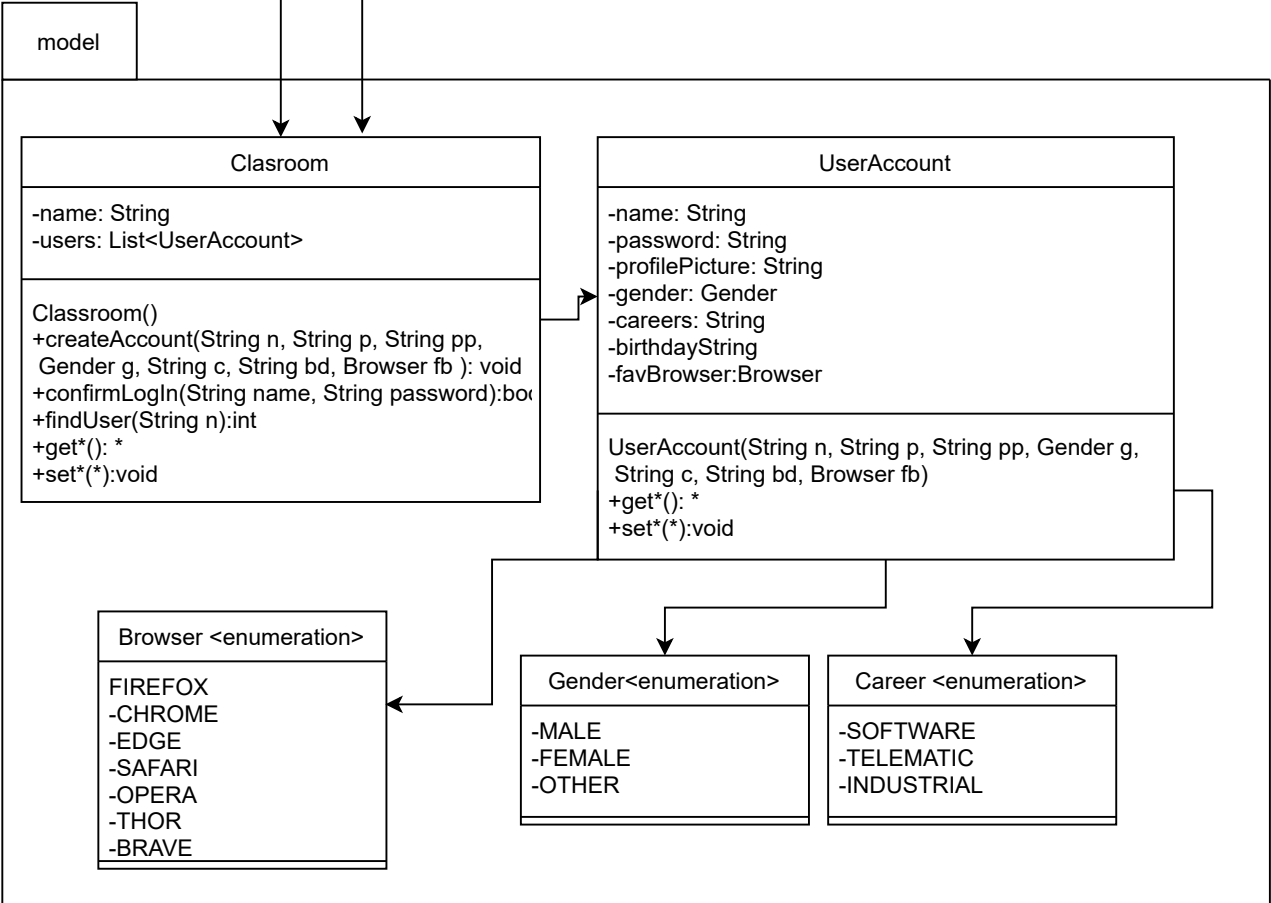 model
Clasroom
-name: String
-users: List<UserAccount>
Classroom()
+createAccount(String n, String p, String pp,
Gender g, String c, String bd, Browser fb ): void
+confirmLogIn(String name, String password):boo
+findUser(String n):int
+get*(): *
+set*(*):void
UserAccount
-name: String
-password: String
-profilePicture: String
-gender: Gender
-careers: String
-birthdayString
-favBrowser:Browser
UserAccount(String n, String p, String pp, Gender g,
String c, String bd, Browser fb)
+get*(): *
+set*(*):void
Browser <enumeration>
FIREFOX
-CHROME
-EDGE
-SAFARI
-OPERA
-THOR
-BRAVE
Gender<enumeration>
-MALE
-FEMALE
-OTHER
Career <enumeration>
-SOFTWARE
-TELEMATIC
-INDUSTRIAL